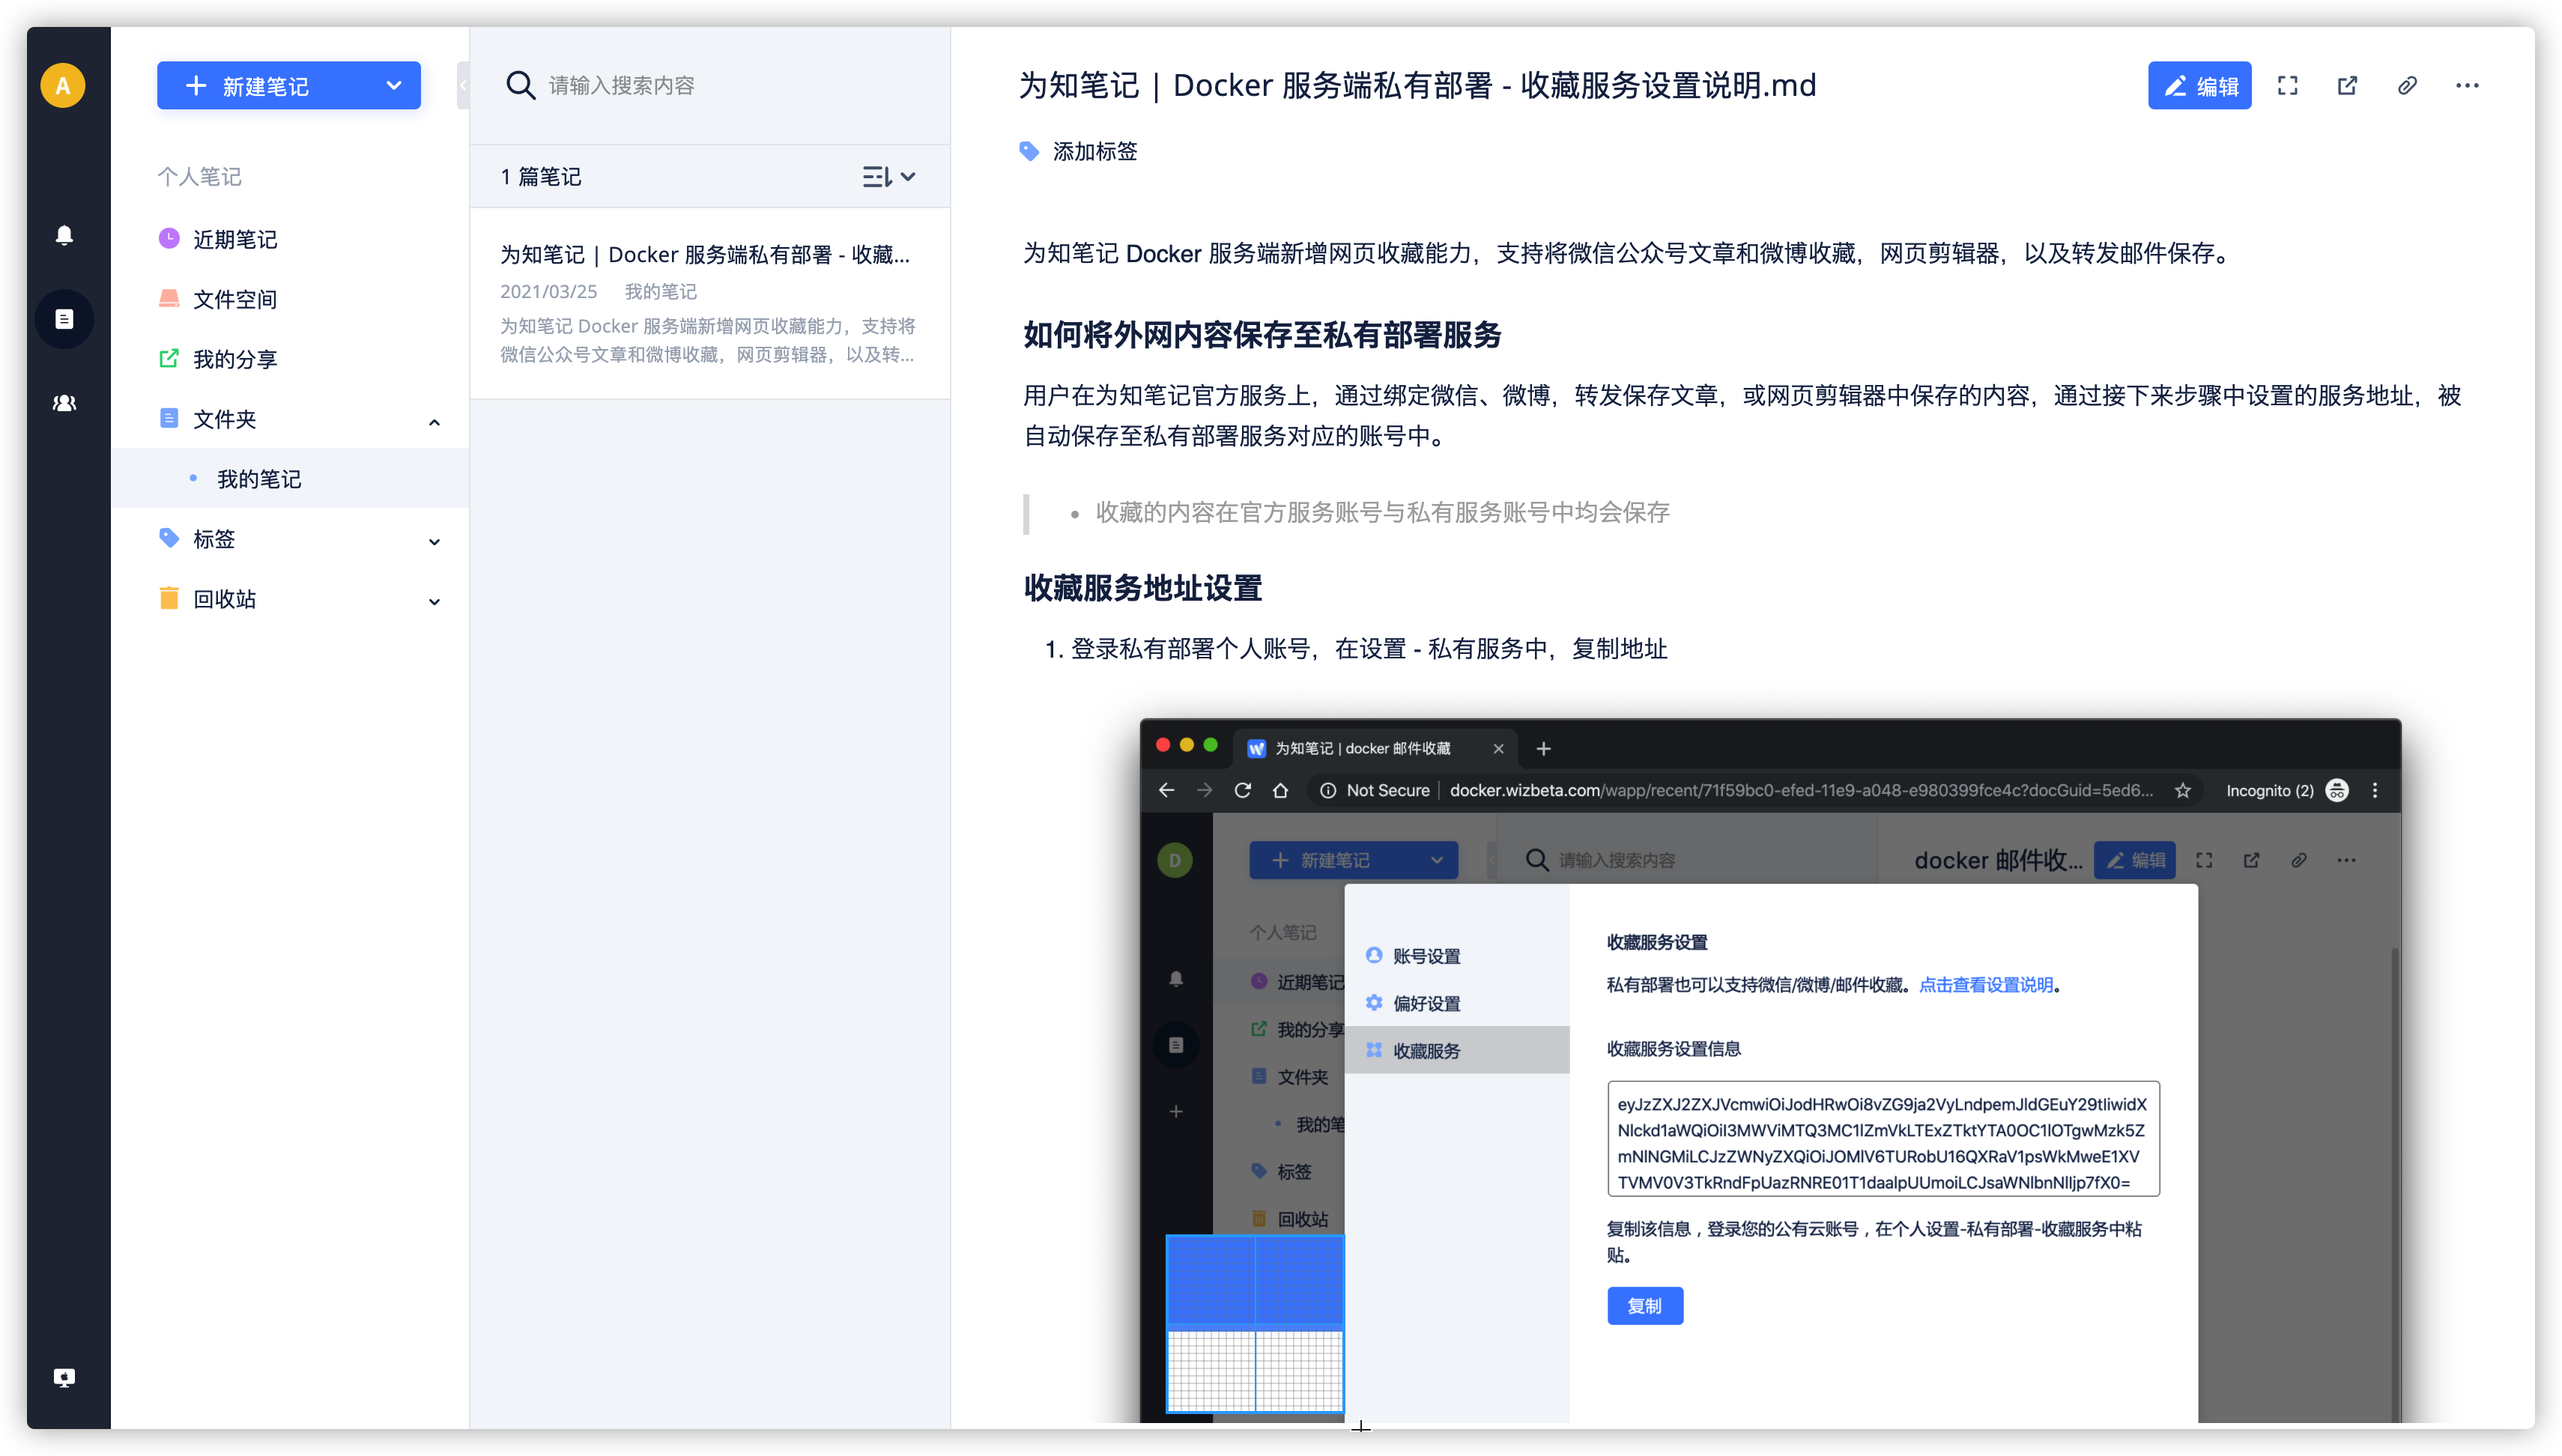 A
新建笔记
个人笔记
近期笔记
文件空间
我的分享
文件夹
我的笔记
标签
回收站
请输入搜索内容
1 篇笔记
为知笔记 | Docker 服务端私有部署 - 收藏...
2021/03/25 我的笔记
为知笔记 Docker 服务端新增网页收藏能力，支持将
微信公众号文章和微博收藏，网页剪辑器，以及转...
为知笔记 | Docker 服务端私有部署 - 收藏服务设置说明.md
编辑
添加标签
为知笔记 Docker 服务端新增网页收藏能力，支持将微信公众号文章和微博收藏，网页剪辑器，以及转发邮件保存。
如何将外网内容保存至私有部署服务
用户在为知笔记官方服务上，通过绑定微信、微博，转发保存文章，或网页剪辑器中保存的内容，通过接下来步骤中设置的服务地址，被
自动保存至私有部署服务对应的账号中。
• 收藏的内容在官方服务账号与私有服务账号中均会保存
收藏服务地址设置
1. 登录私有部署个人账号，在设置 - 私有服务中，复制地址
为知笔记 | docker 邮件收藏
Not Secure | docker.wizbeta.com/wapp/recent/71f59bc0-efed-11e9-a048-e980399fce4c?docGuid=5ed6...
Incognito (2)
D
新建笔记
请输入搜索内容
docker 邮件收...
编辑
个人笔记
近期笔记
我的分享
文件夹
我的笔
标签
回收站
账号设置
偏好设置
收藏服务
收藏服务设置
私有部署也可以支持微信/微博/邮件收藏。点击查看设置说明。
收藏服务设置信息
eyJzZXJ2ZXJVcmwiOiJodHRwOi8vZG9ja2VyLndpemJldGEuY29tIiwidX
Nlckd1aWQiOiI3MWViMTQ3MC1lZmVkLTExZTktYTA0OC1lOTgwMzk5Z
mNlNGMiLCJzZWNyZXQiOiJOMlV6TURobU16QXRaV1psWkMweE1XV
TVMV0V3TkRndFpUazRNRE01T1daalpUUmoiLCJsaWNlbnNlIjp7fX0=
复制该信息，登录您的公有云账号，在个人设置-私有部署-收藏服务中粘
贴。
复制